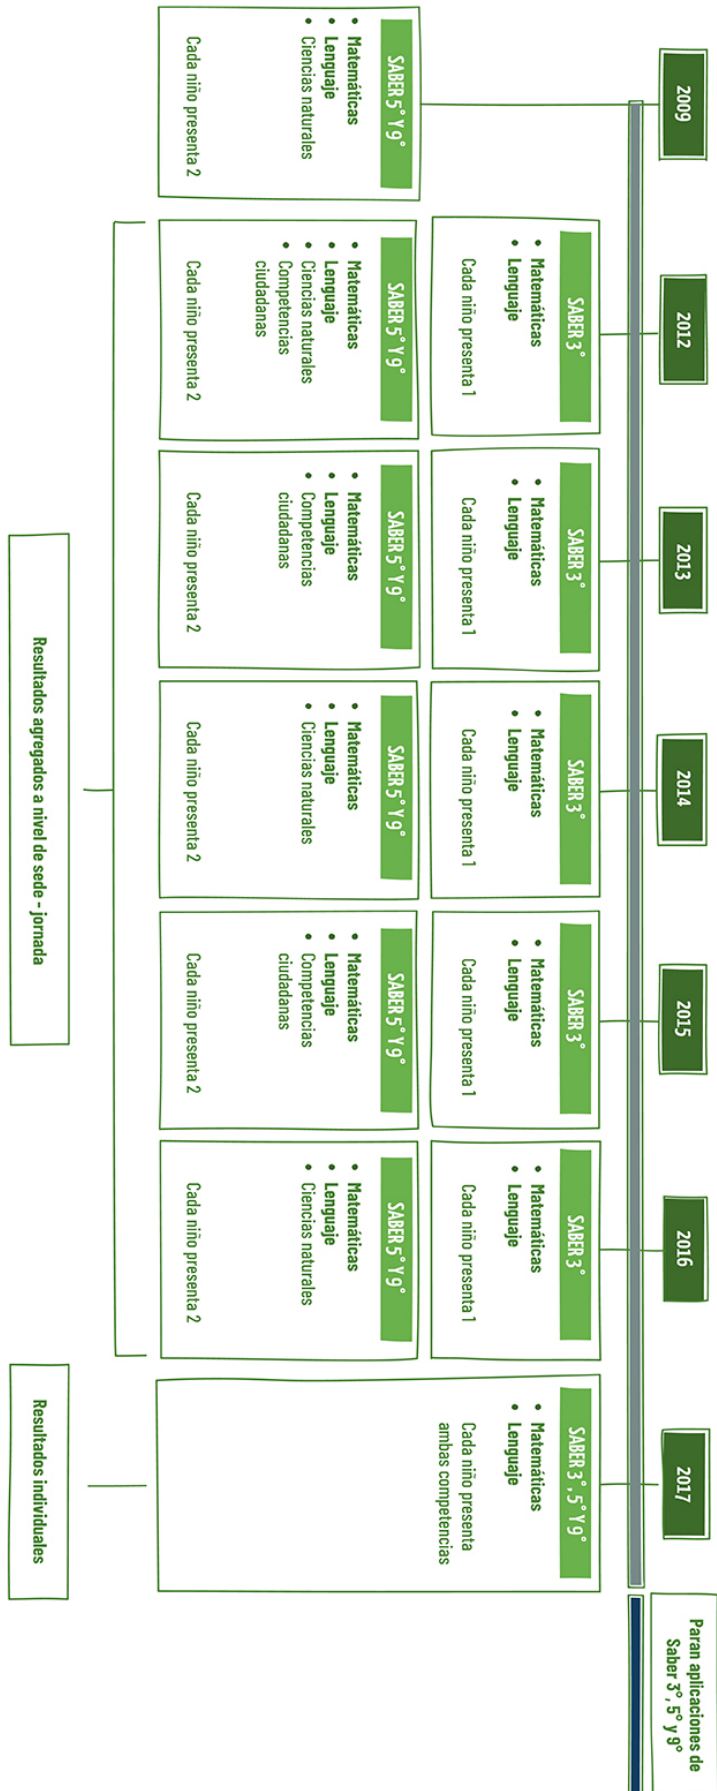 2009
SABER 5° Y 9°
• Matemáticas
• Lenguaje
• Ciencias naturales
Cada niño presenta 2
2012
SABER 3°
• Matemáticas
• Lenguaje
Cada niño presenta 1
SABER 5° Y 9°
• Matemáticas
• Lenguaje
• Ciencias naturales
• Competencias
ciudadanas
Cada niño presenta 2
2013
SABER 3°
• Matemáticas
• Lenguaje
Cada niño presenta 1
SABER 5° Y 9°
• Matemáticas
• Lenguaje
• Competencias
ciudadanas
Cada niño presenta 2
2014
SABER 3°
• Matemáticas
• Lenguaje
Cada niño presenta 1
SABER 5° Y 9°
• Matemáticas
• Lenguaje
• Ciencias naturales
Cada niño presenta 2
2015
SABER 3°
• Matemáticas
• Lenguaje
Cada niño presenta 1
SABER 5° Y 9°
• Matemáticas
• Lenguaje
• Competencias
ciudadanas
Cada niño presenta 2
2016
SABER 3°
• Matemáticas
• Lenguaje
Cada niño presenta 1
SABER 5° Y 9°
• Matemáticas
• Lenguaje
• Ciencias naturales
Cada niño presenta 2
2017
SABER 3°, 5° Y 9°
• Matemáticas
• Lenguaje
Cada niño presenta
ambas competencias
Paran aplicaciones de
Saber 3°, 5° y 9°
Resultados agregados a nivel de sede - jornada
Resultados individuales